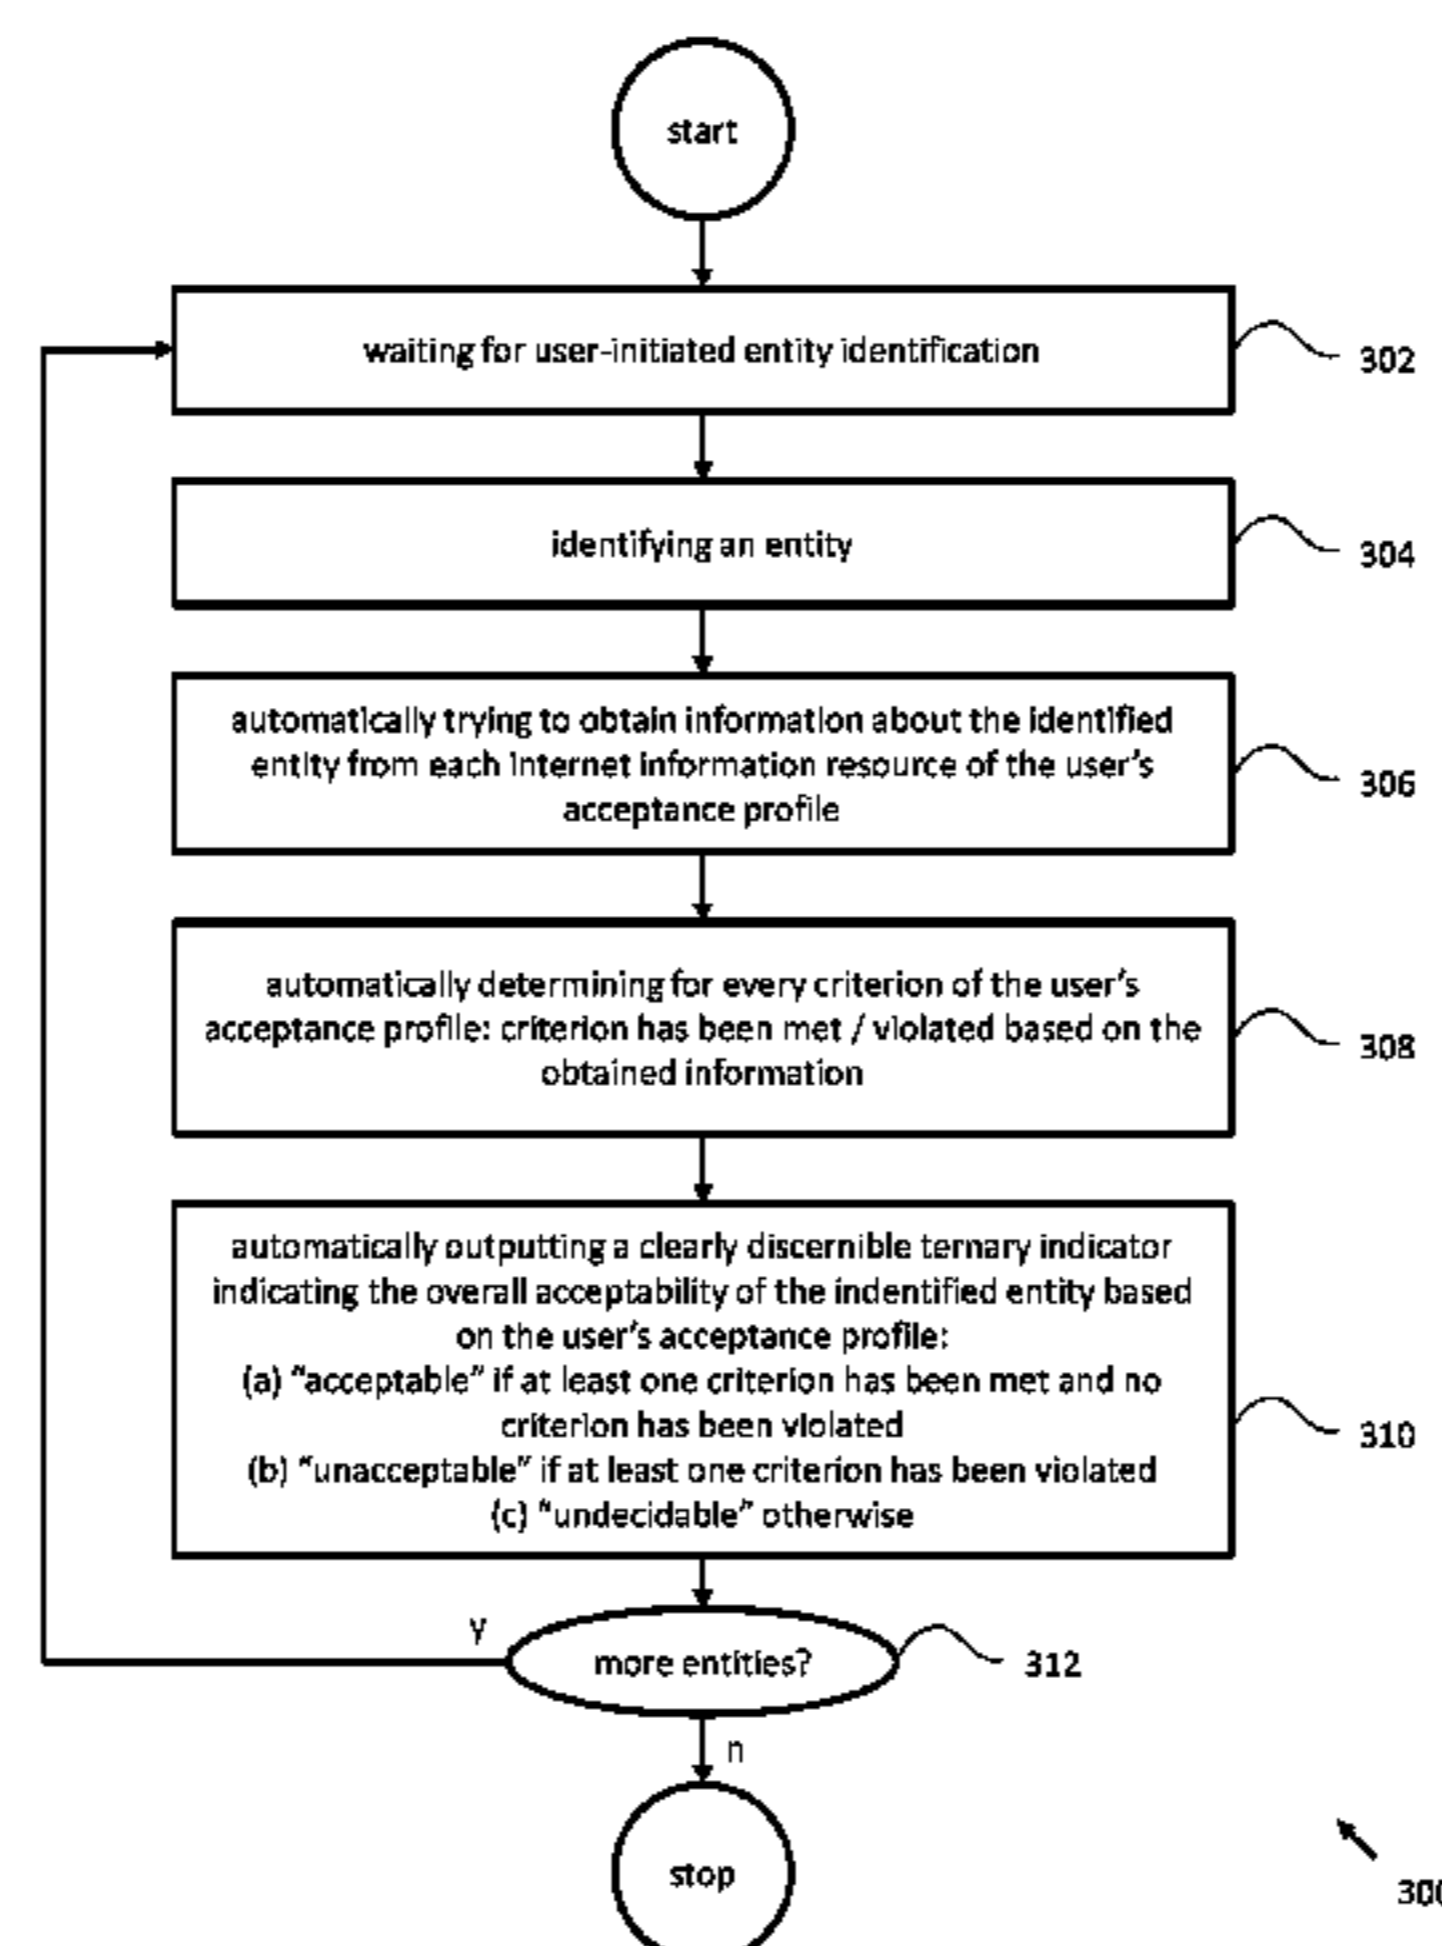 start
waiting for user-initiated entity identification
302
identifying an entity
304
automatically trying to obtain information about the identified
entity from each internet information resource of the user's
acceptance profile
306
automatically determining for every criterion of the user's
acceptance profile: criterion has been met / violated based on the
obtained information
308
automatically outputting a clearly discernible ternary indicator
indicating the overall acceptability of the indentified entity based
on the user's acceptance profile:
(a) "acceptable" if at least one criterion has been met and no
criterion has been violated
(b) "unacceptable" if at least one criterion has been violated
(c) "undecidable" otherwise
310
y
more entities?
312
n
stop
300